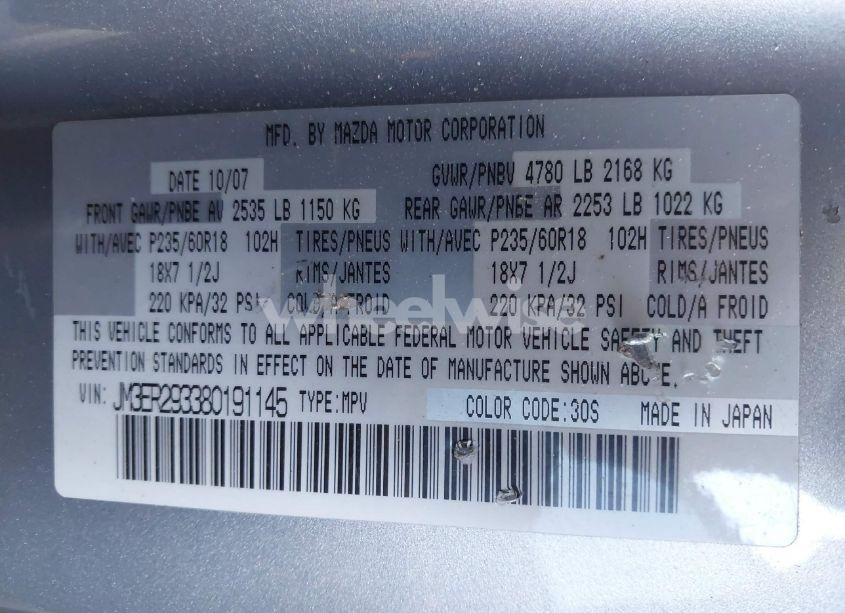 MFD. BY MAZDA MOTOR CORPORATION
DATE 10/07 GVWR/PNBV 4780 LB 2168 KG
FRONT GAWR/PNBE AV 2535 LB 1150 KG REAR GAWR/PNBE AR 2253 LB 1022 KG
WITH/AVEC P235/60R18 102H TIRES/PNEUS WITH/AVEC P235/60R18 102H TIRES/PNEUS
18X7 1/2J RIMS/JANTES 18X7 1/2J RIMS/JANTES
220 KPA/32 PSI COLD/A FROID 220 KPA/32 PSI COLD/A FROID
wheelwise
THIS VEHICLE CONFORMS TO ALL APPLICABLE FEDERAL MOTOR VEHICLE SAFETY AND THEFT
PREVENTION STANDARDS IN EFFECT ON THE DATE OF MANUFACTURE SHOWN ABOVE.
VIN: JM3ER293380191145 TYPE:MPV COLOR CODE:30S MADE IN JAPAN